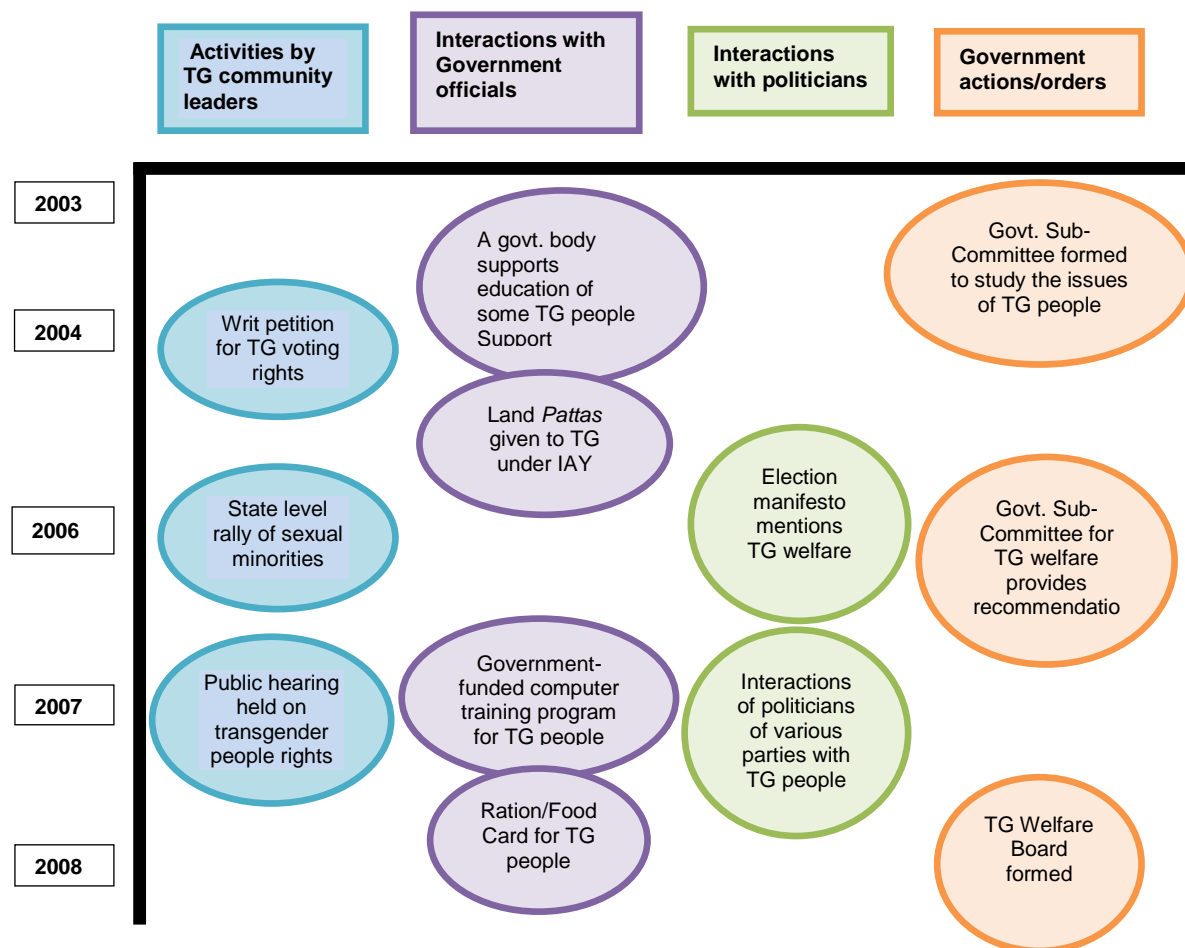 Activities by
TG community
leaders
Interactions with
Government
officials
Interactions
with politicians
Government
actions/orders
2003
A govt. body
supports
education of
some TG people
Support
Govt. Sub-
Committee formed
to study the issues
of TG people
2004
Writ petition
for TG voting
rights
Land Pattas
given to TG
under IAY
2006
State level
rally of sexual
minorities
Election
manifesto
mentions
TG welfare
Govt. Sub-
Committee for
TG welfare
provides
recommendatio
2007
Public hearing
held on
transgender
people rights
Government-
funded computer
training program
for TG people
Interactions
of politicians
of various
parties with
TG people
2008
Ration/Food
Card for TG
people
TG Welfare
Board
formed